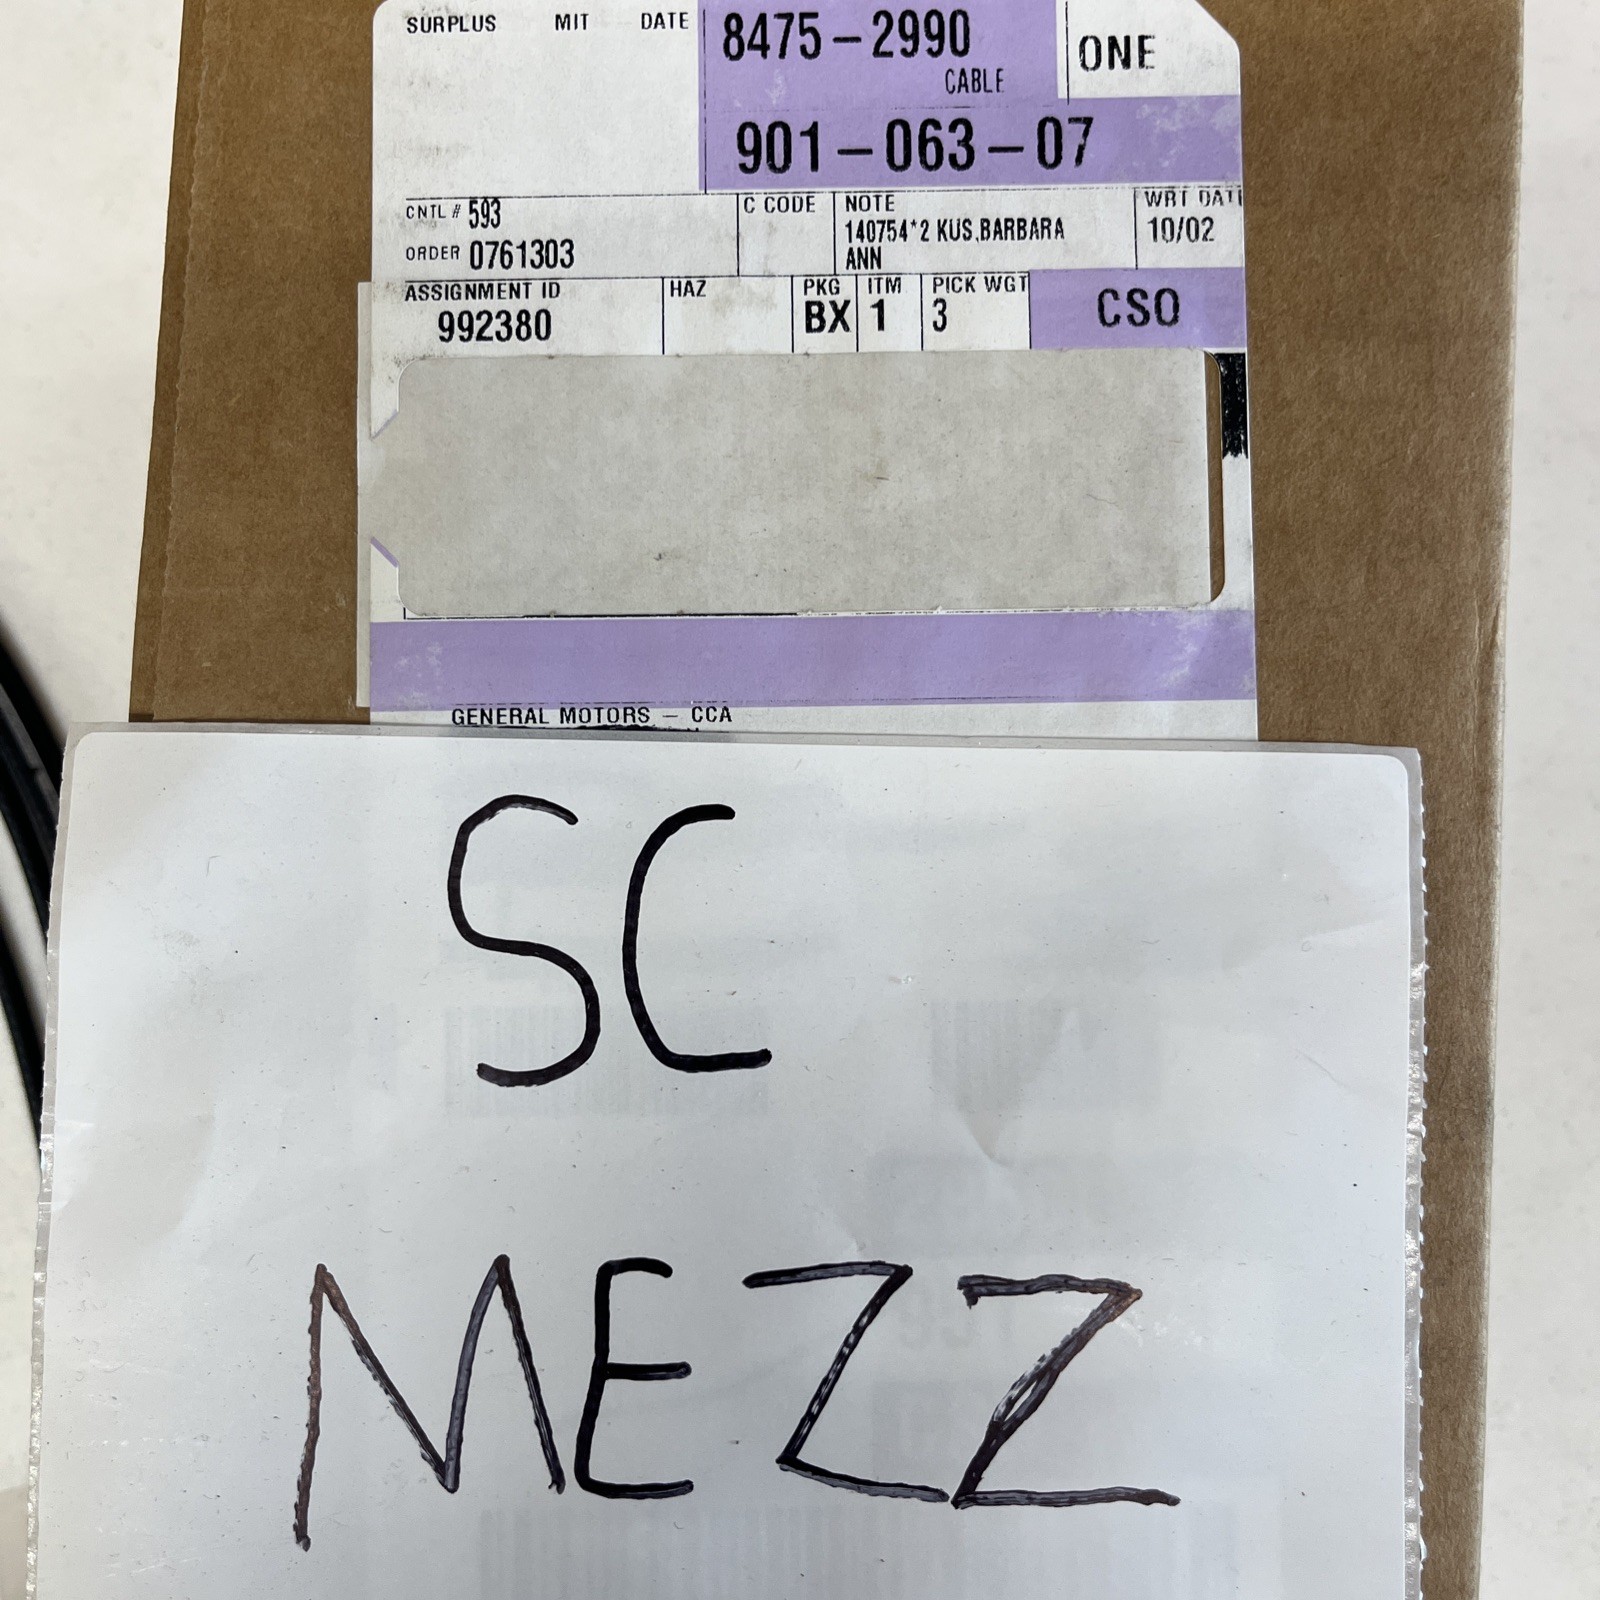 SURPLUS MIT DATE
8475-2990
CABLE
ONE
901-063-07
CNTL # 593
ORDER 0761303
C CODE
NOTE
140754*2 KUS,BARBARA
ANN
WRT DATE
10/02
ASSIGNMENT ID
992380
HAZ
PKG
BX
ITM
1
PICK WGT
3
CSO
GENERAL MOTORS - CCA
SC
MEZZ